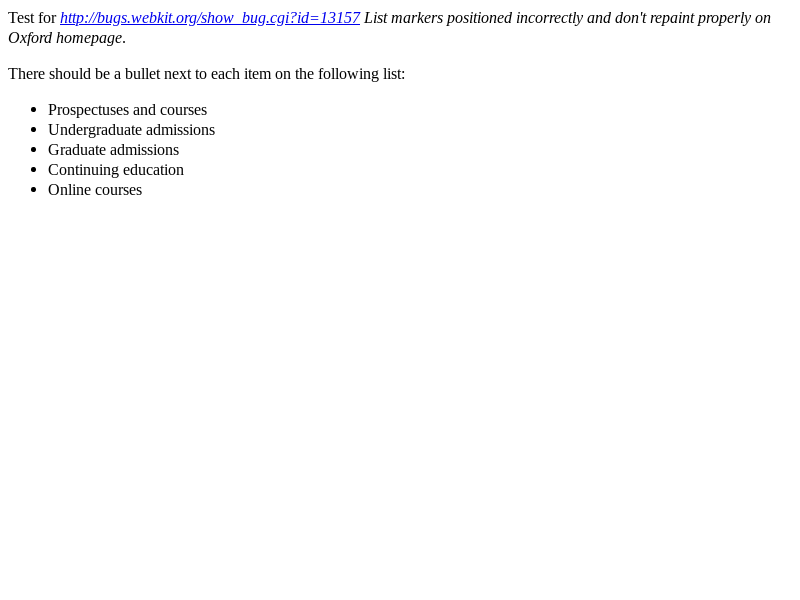 Test for http://bugs.webkit.org/show_bug.cgi?id=13157 List markers positioned incorrectly and don't repaint properly on
Oxford homepage.
There should be a bullet next to each item on the following list:
• Prospectuses and courses
• Undergraduate admissions
• Graduate admissions
• Continuing education
• Online courses